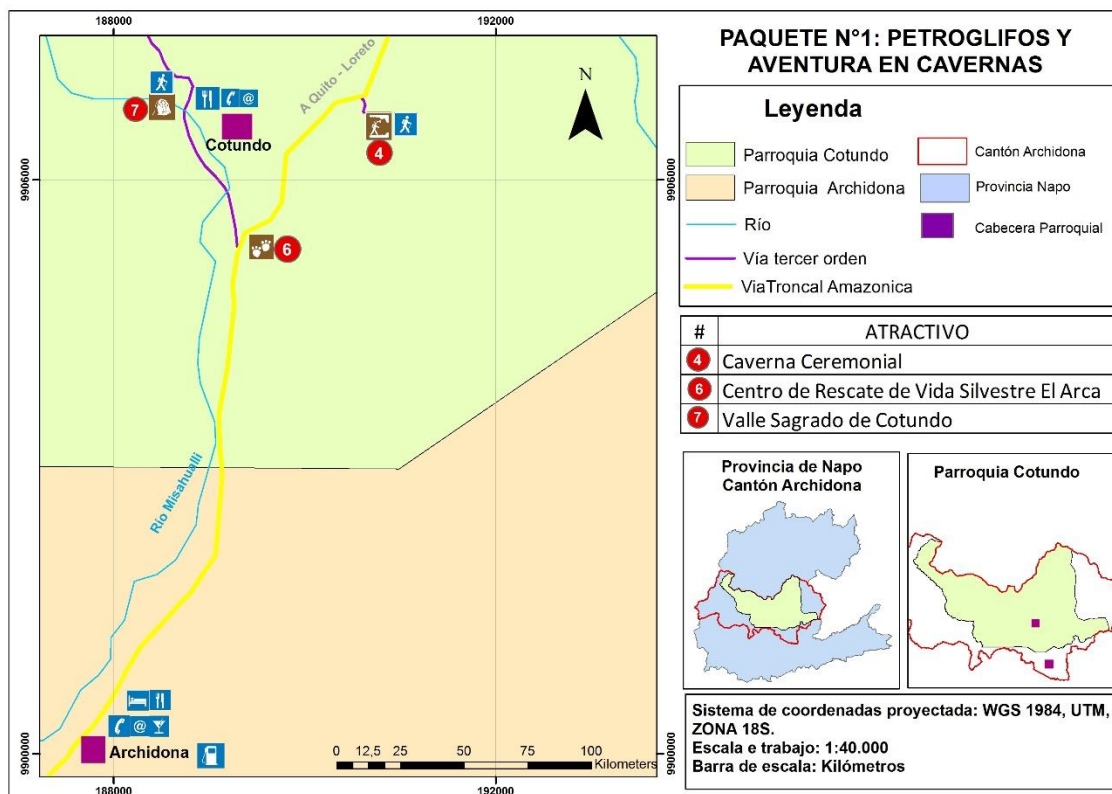 188000
192000
9906000
9906000
9900000
9900000
188000
192000
A Quito - Loreto
N
7
@
Cotundo
4
6
Río Misahualli
@
Archidona
0 12,5 25 50 75 100
Kilometers
PAQUETE N°1: PETROGLIFOS Y
AVENTURA EN CAVERNAS
Leyenda
Parroquia Cotundo
Parroquia Archidona
Río
Vía tercer orden
ViaTroncal Amazonica
Cantón Archidona
Provincia Napo
Cabecera Parroquial
# ATRACTIVO
4 Caverna Ceremonial
6 Centro de Rescate de Vida Silvestre El Arca
7 Valle Sagrado de Cotundo
Provincia de Napo
Cantón Archidona
Parroquia Cotundo
Sistema de coordenadas proyectada: WGS 1984, UTM,
ZONA 18S.
Escala e trabajo: 1:40.000
Barra de escala: Kilómetros